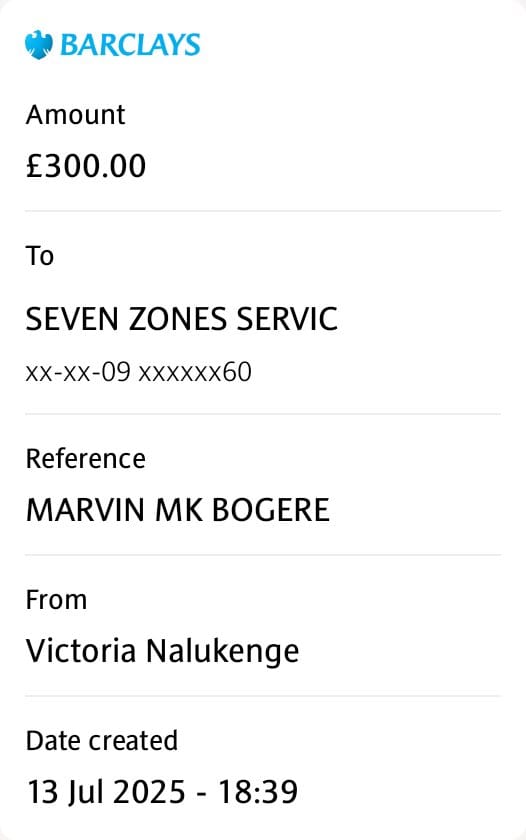 BARCLAYS
Amount
£300.00
To
SEVEN ZONES SERVIC
xx-xx-09 xxxxxx60
Reference
MARVIN MK BOGERE
From
Victoria Nalukenge
Date created
13 Jul 2025 - 18:39